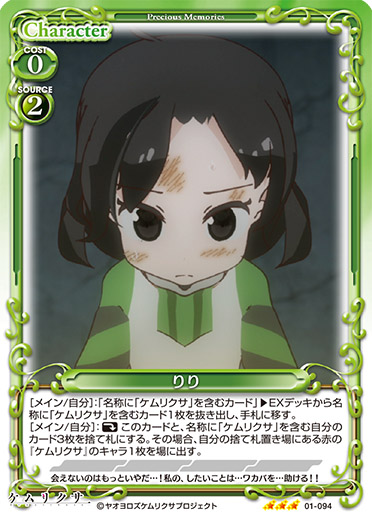 Precious Memories
Character
COST
0
SOURCE
2
りり
[メイン/自分]:「名称に「ケムリクサ」を含むカード」▶EXデッキから名
称に「ケムリクサ」を含むカード1枚を抜き出し、手札に移す。
[メイン/自分]: このカードと、名称に「ケムリクサ」を含む自分の
カード3枚を捨て札にする。その場合、自分の捨て札置き場にある赤の
『ケムリクサ』のキャラ1枚を場に出す。
会えないのはもっといやだ…！私の、したいことは…ワカバを…助ける！！
ケムリクサ
©ヤオヨロズケムリクサプロジェクト
01-094